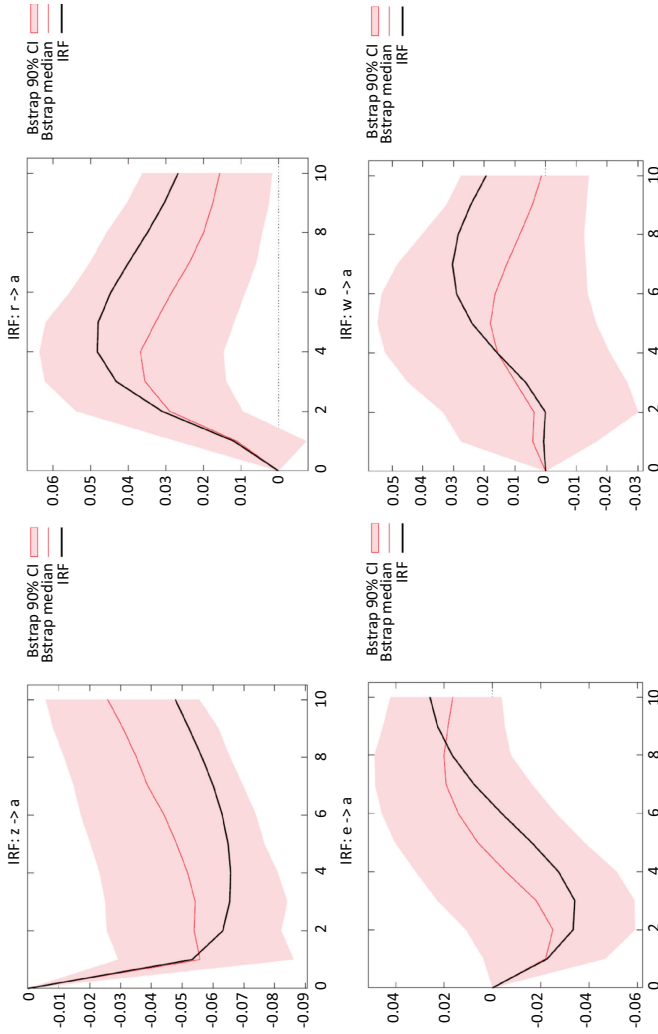 IRF: z -> a
0
-0.01
-0.02
-0.03
-0.04
-0.05
-0.06
-0.07
-0.08
-0.09
0 2 4 6 8 10
Bstrap 90% CI
Bstrap median
IRF
IRF: r -> a
0.06
0.05
0.04
0.03
0.02
0.01
0
0 2 4 6 8 10
Bstrap 90% CI
Bstrap median
IRF
IRF: e -> a
0.04
0.02
0
0.02
0.04
-0.06
0 2 4 6 8 10
Bstrap 90% CI
Bstrap median
IRF
IRF: w -> a
0.05
0.04
0.03
0.02
0.01
0
-0.01
-0.02
-0.03
0 2 4 6 8 10
Bstrap 90% CI
Bstrap median
IRF